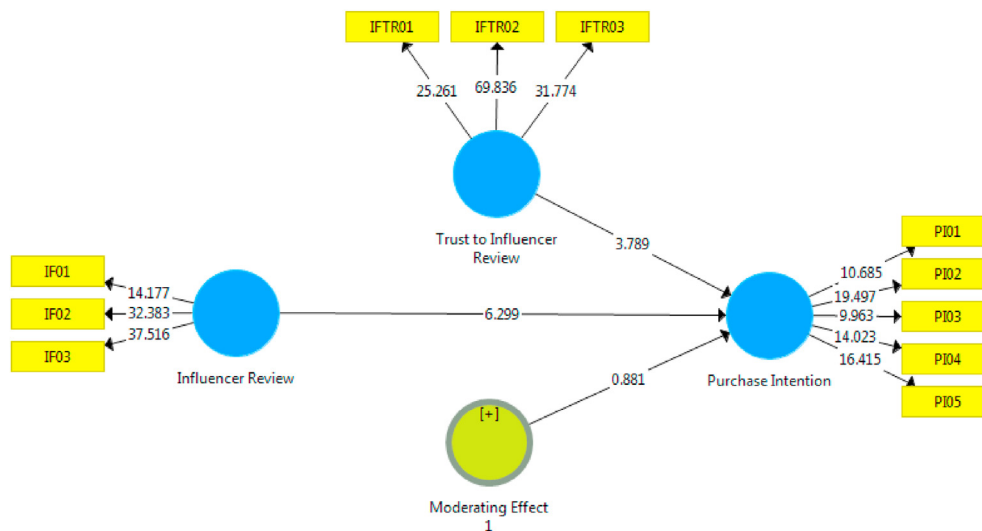 IFTR01 IFTR02 IFTR03
25.261 69.836 31.774
Trust to Influencer
Review
3.789
IF01
IF02
IF03
14.177
32.383
37.516
Influencer Review
6.299
PI01
PI02
PI03
PI04
PI05
10.685
19.497
9.963
14.023
16.415
Purchase Intention
0.881
[+]
Moderating Effect
1